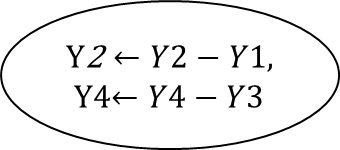 Y2 ← Y2 − Y1,
Y4← Y4 − Y3